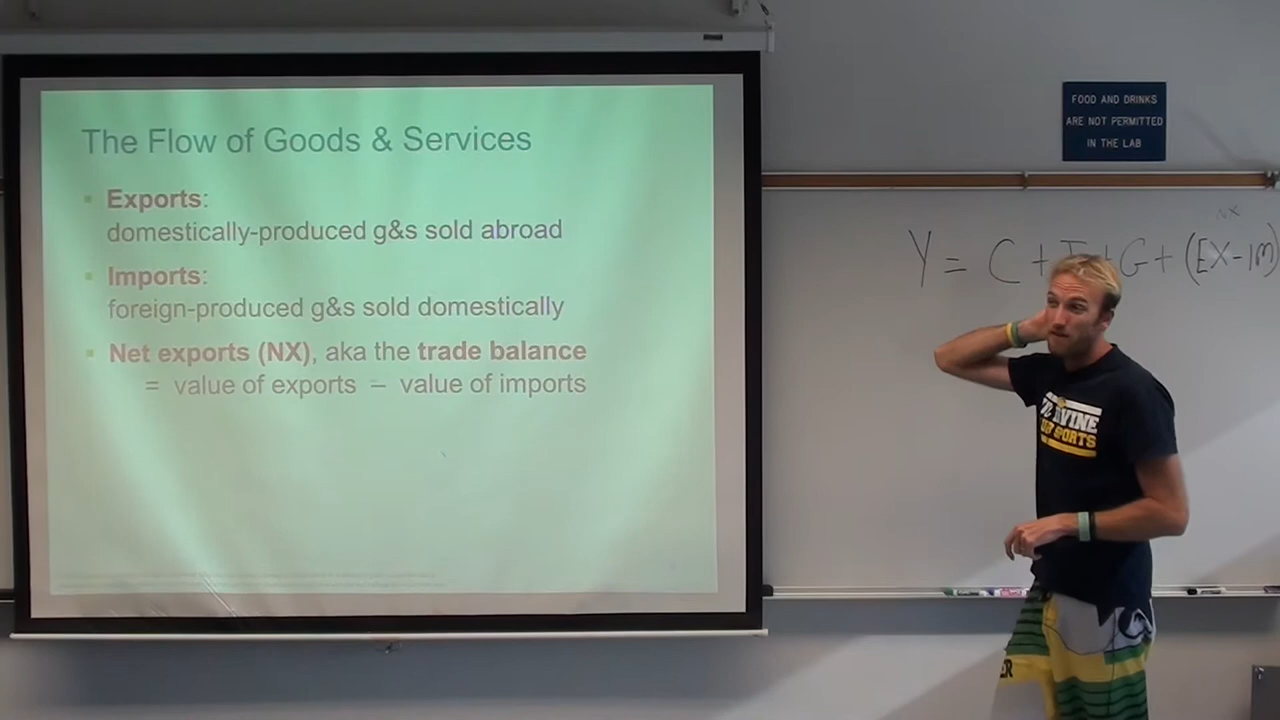 The Flow of Goods & Services
Exports:
domestically-produced g&s sold abroad
Imports:
foreign-produced g&s sold domestically
Net exports (NX), aka the trade balance
= value of exports – value of imports
FOOD AND DRINKS
ARE NOT PERMITTED
IN THE LAB
NX
Y = C + I + G + (EX-IM)
IRVINE
SPORTS
ER